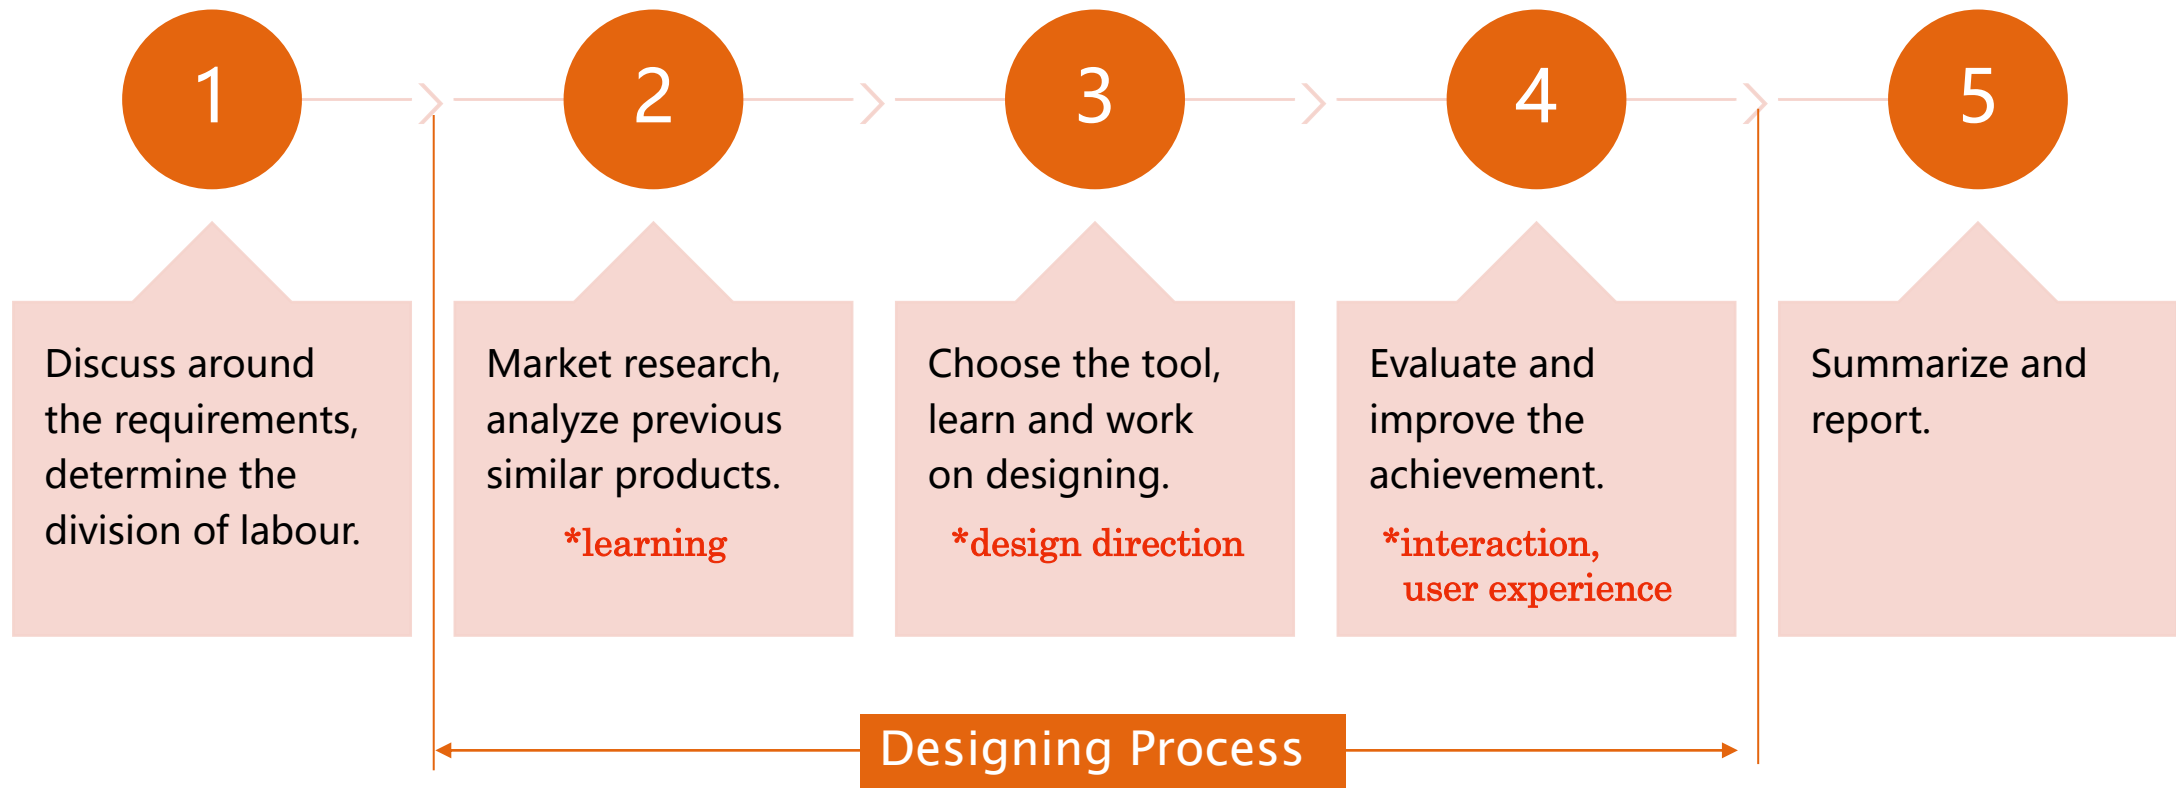 1
2
3
4
5
Discuss around
the requirements,
determine the
division of labour.
Market research,
analyze previous
similar products.
*learning
Choose the tool,
learn and work
on designing.
*design direction
Evaluate and
improve the
achievement.
*interaction,
user experience
Summarize and
report.
Designing Process